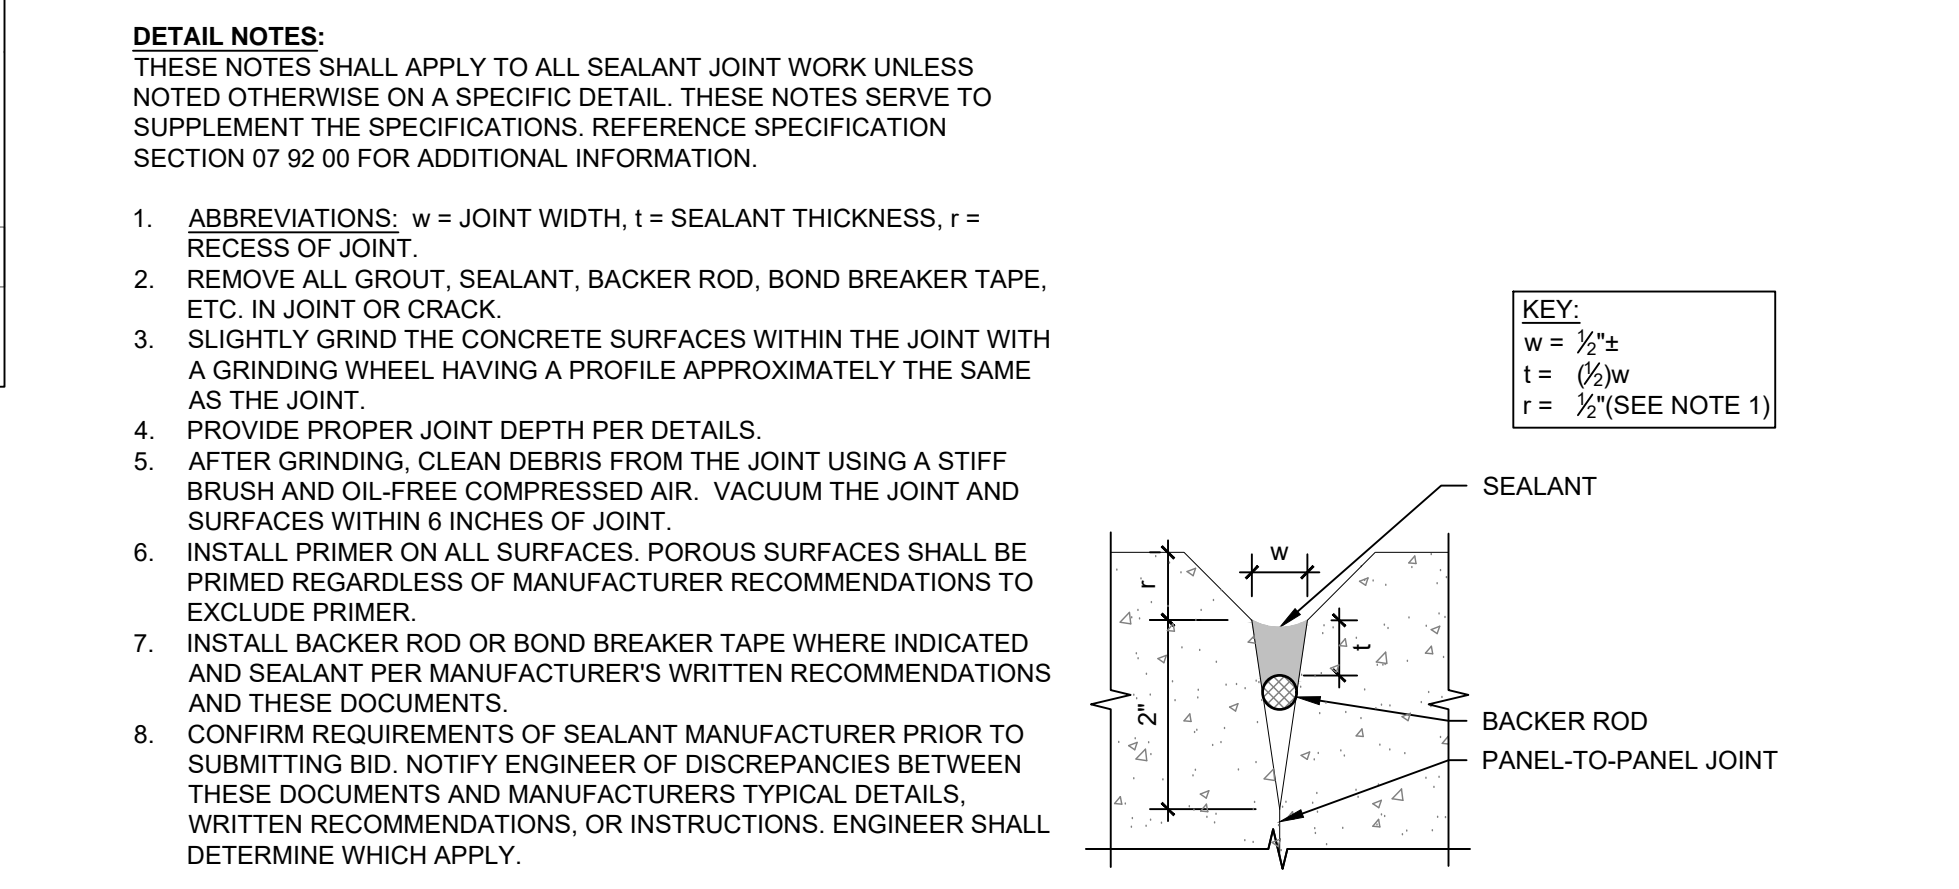 DETAIL NOTES:
THESE NOTES SHALL APPLY TO ALL SEALANT JOINT WORK UNLESS
NOTED OTHERWISE ON A SPECIFIC DETAIL. THESE NOTES SERVE TO
SUPPLEMENT THE SPECIFICATIONS. REFERENCE SPECIFICATION
SECTION 07 92 00 FOR ADDITIONAL INFORMATION.
1. ABBREVIATIONS: w = JOINT WIDTH, t = SEALANT THICKNESS, r =
RECESS OF JOINT.
2. REMOVE ALL GROUT, SEALANT, BACKER ROD, BOND BREAKER TAPE,
ETC. IN JOINT OR CRACK.
3. SLIGHTLY GRIND THE CONCRETE SURFACES WITHIN THE JOINT WITH
A GRINDING WHEEL HAVING A PROFILE APPROXIMATELY THE SAME
AS THE JOINT.
4. PROVIDE PROPER JOINT DEPTH PER DETAILS.
5. AFTER GRINDING, CLEAN DEBRIS FROM THE JOINT USING A STIFF
BRUSH AND OIL-FREE COMPRESSED AIR. VACUUM THE JOINT AND
SURFACES WITHIN 6 INCHES OF JOINT.
6. INSTALL PRIMER ON ALL SURFACES. POROUS SURFACES SHALL BE
PRIMED REGARDLESS OF MANUFACTURER RECOMMENDATIONS TO
EXCLUDE PRIMER.
7. INSTALL BACKER ROD OR BOND BREAKER TAPE WHERE INDICATED
AND SEALANT PER MANUFACTURER'S WRITTEN RECOMMENDATIONS
AND THESE DOCUMENTS.
8. CONFIRM REQUIREMENTS OF SEALANT MANUFACTURER PRIOR TO
SUBMITTING BID. NOTIFY ENGINEER OF DISCREPANCIES BETWEEN
THESE DOCUMENTS AND MANUFACTURERS TYPICAL DETAILS,
WRITTEN RECOMMENDATIONS, OR INSTRUCTIONS. ENGINEER SHALL
DETERMINE WHICH APPLY.
KEY:
w = ½"±
t = (½)w
r = ½"(SEE NOTE 1)
SEALANT
w
r
t
2"
BACKER ROD
PANEL-TO-PANEL JOINT